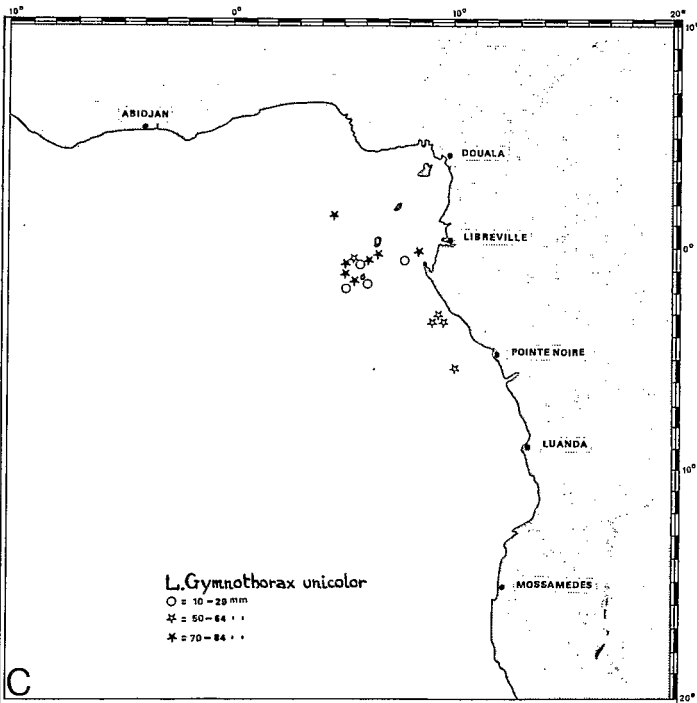 10° 0° 10° 20°
10°
ABIDJAN
DOUALA
LIBREVILLE
0°
POINTE NOIRE
LUANDA
10°
L. Gymnothorax unicolor
○ = 10-29 mm
☆ = 50-64 " "
★ = 70-84 " "
MOSSAMEDES
C
20°